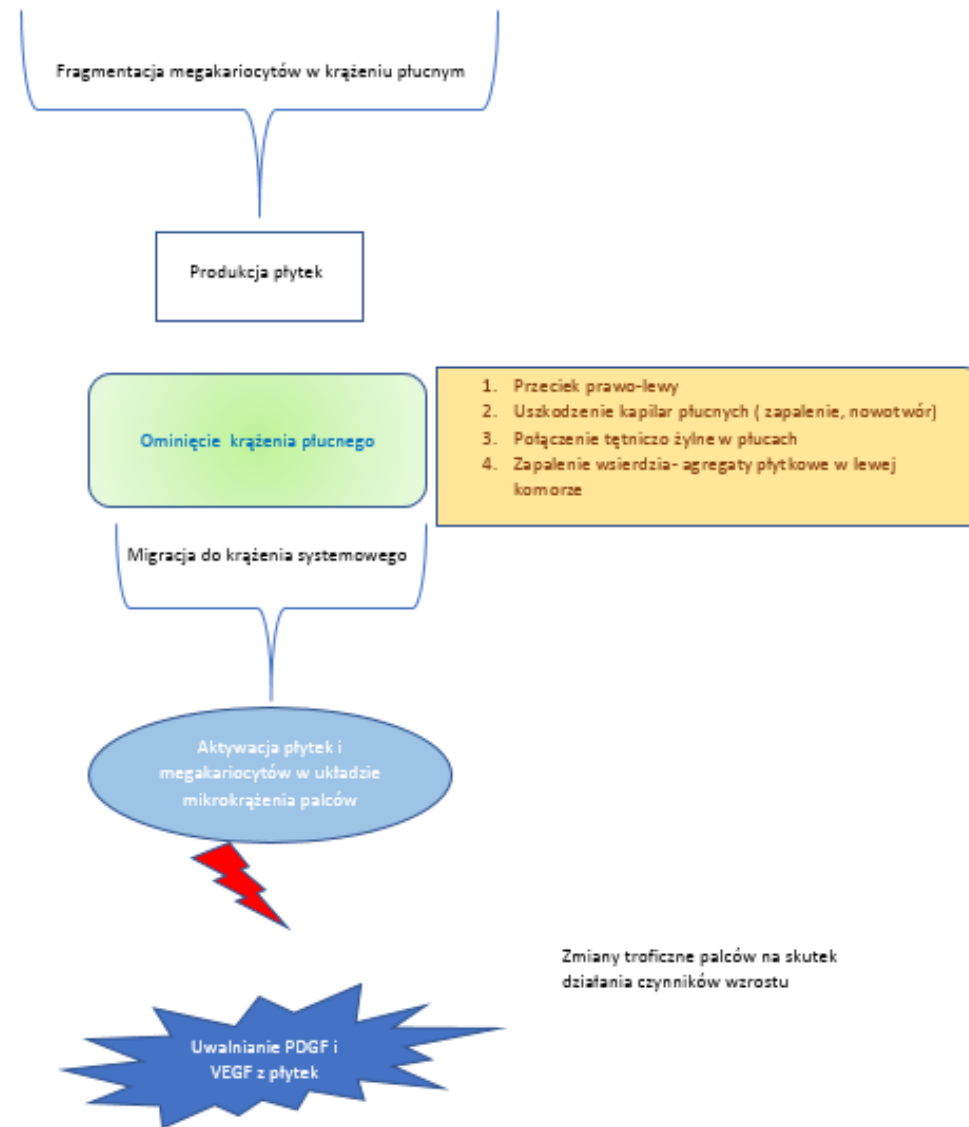 Fragmentacja megakariocytów w krążeniu płucnym
Produkcja płytek
Ominięcie krążenia płucnego
1. Przeciek prawo-lewy
2. Uszkodzenie kapilar płucnych ( zapalenie, nowotwór)
3. Połączenie tętniczo żylne w płucach
4. Zapalenie wsierdzia- agregaty płytkowe w lewej
komorze
Migracja do krążenia systemowego
Aktywacja płytek i
megakariocytów w układzie
mikrokrążenia palców
Zmiany troficzne palców na skutek
działania czynników wzrostu
Uwalnianie PDGF i
VEGF z płytek